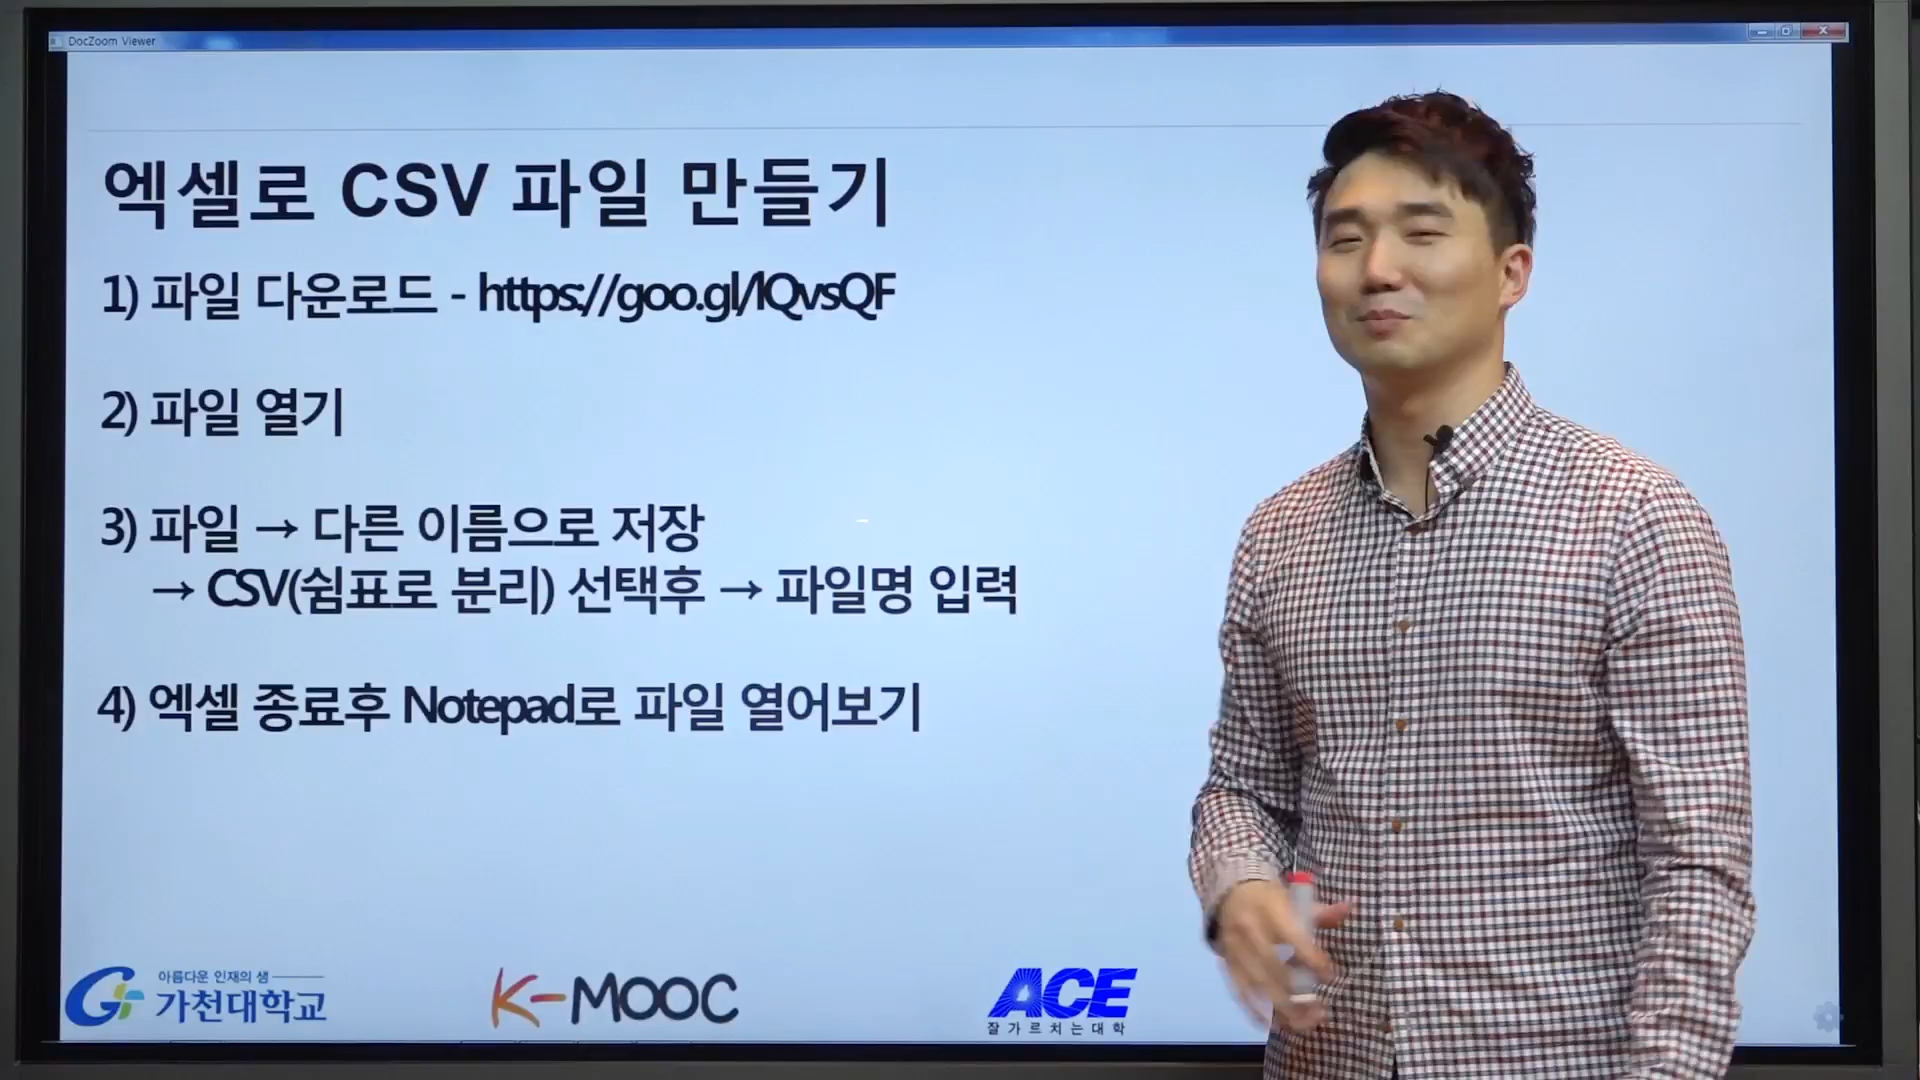 DocZoom Viewer
엑셀로 CSV 파일 만들기
1) 파일 다운로드 - https://goo.gl/lQvsQF
2) 파일 열기
3) 파일 → 다른 이름으로 저장
→ CSV(쉼표로 분리) 선택후 → 파일명 입력
4) 엑셀 종료후 Notepad로 파일 열어보기
아름다운 인재의 샘
가천대학교
K-MOOC
ACE
잘가르치는대학